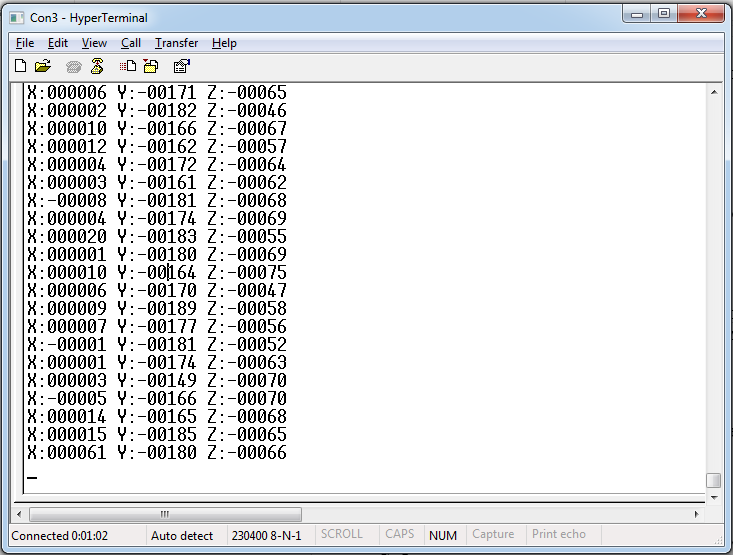 Con3 - HyperTerminal
File Edit View Call Transfer Help
X:000006 Y:-00171 Z:-00065
X:000002 Y:-00182 Z:-00046
X:000010 Y:-00166 Z:-00067
X:000012 Y:-00162 Z:-00057
X:000004 Y:-00172 Z:-00064
X:000003 Y:-00161 Z:-00062
X:-00008 Y:-00181 Z:-00068
X:000004 Y:-00174 Z:-00069
X:000020 Y:-00183 Z:-00055
X:000001 Y:-00180 Z:-00069
X:000010 Y:-00164 Z:-00075
X:000006 Y:-00170 Z:-00047
X:000009 Y:-00189 Z:-00058
X:000007 Y:-00177 Z:-00056
X:-00001 Y:-00181 Z:-00052
X:000001 Y:-00174 Z:-00063
X:000003 Y:-00149 Z:-00070
X:-00005 Y:-00166 Z:-00070
X:000014 Y:-00165 Z:-00068
X:000015 Y:-00185 Z:-00065
X:000061 Y:-00180 Z:-00066
_
Connected 0:01:02 Auto detect 230400 8-N-1 SCROLL CAPS NUM Capture Print echo